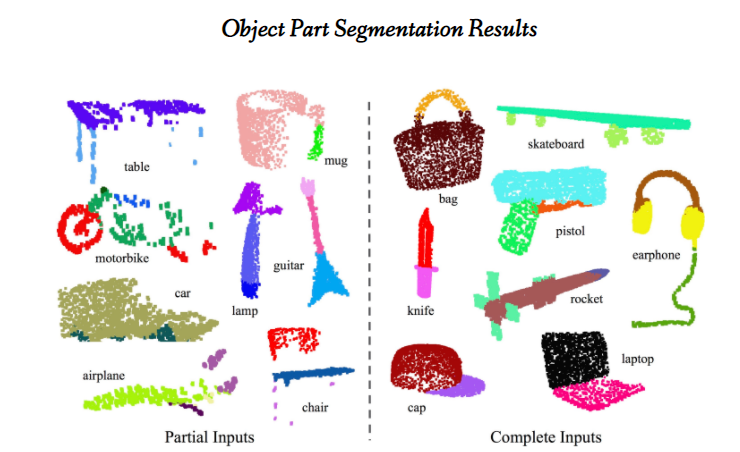 Object Part Segmentation Results
table
mug
motorbike
guitar
car
lamp
airplane
chair
Partial Inputs
skateboard
bag
pistol
earphone
knife
rocket
laptop
cap
Complete Inputs